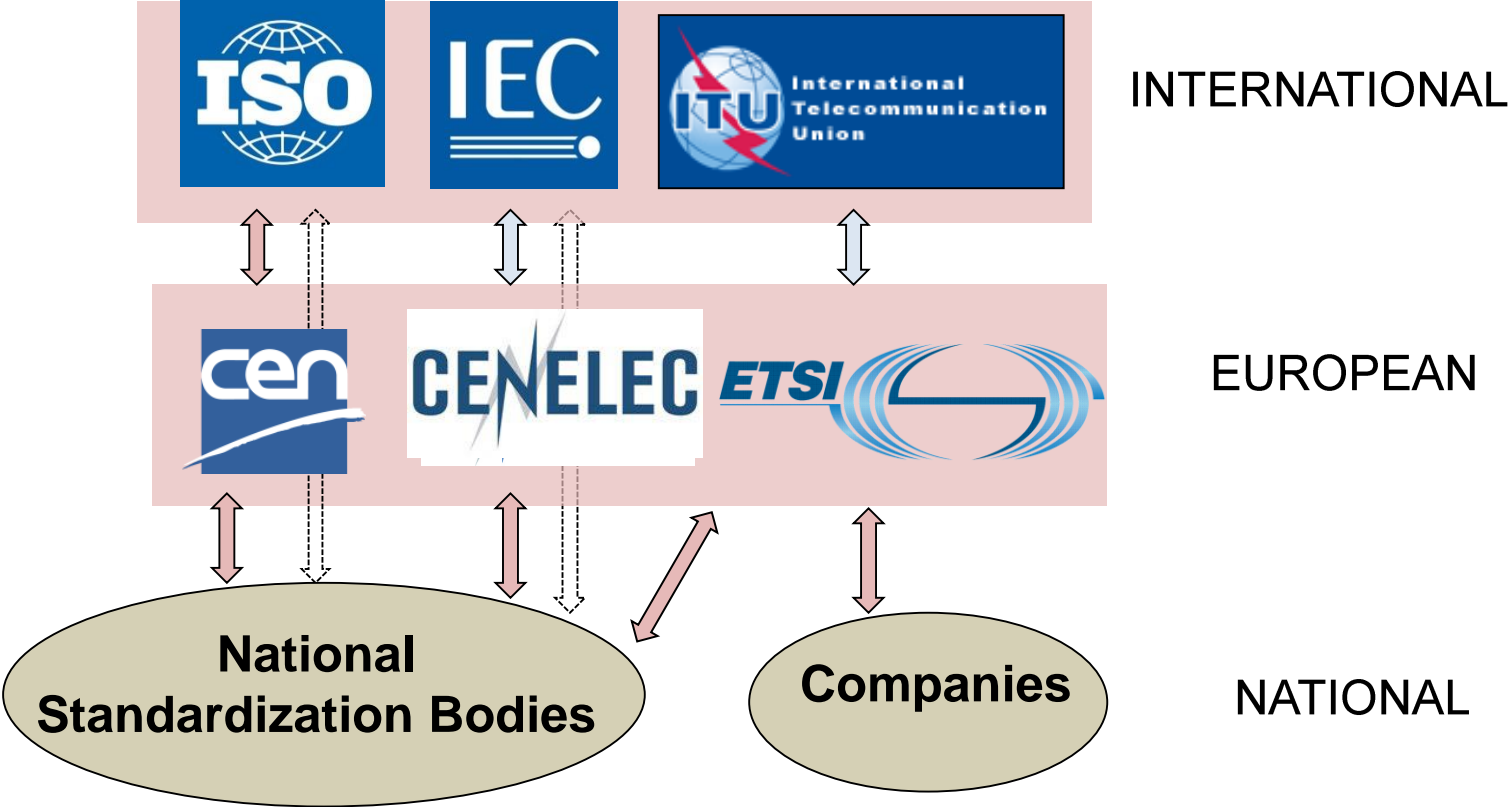 ISO
IEC
ITU
International
Telecommunication
Union
INTERNATIONAL
cen
CENELEC
ETSI
EUROPEAN
National
Standardization Bodies
Companies
NATIONAL